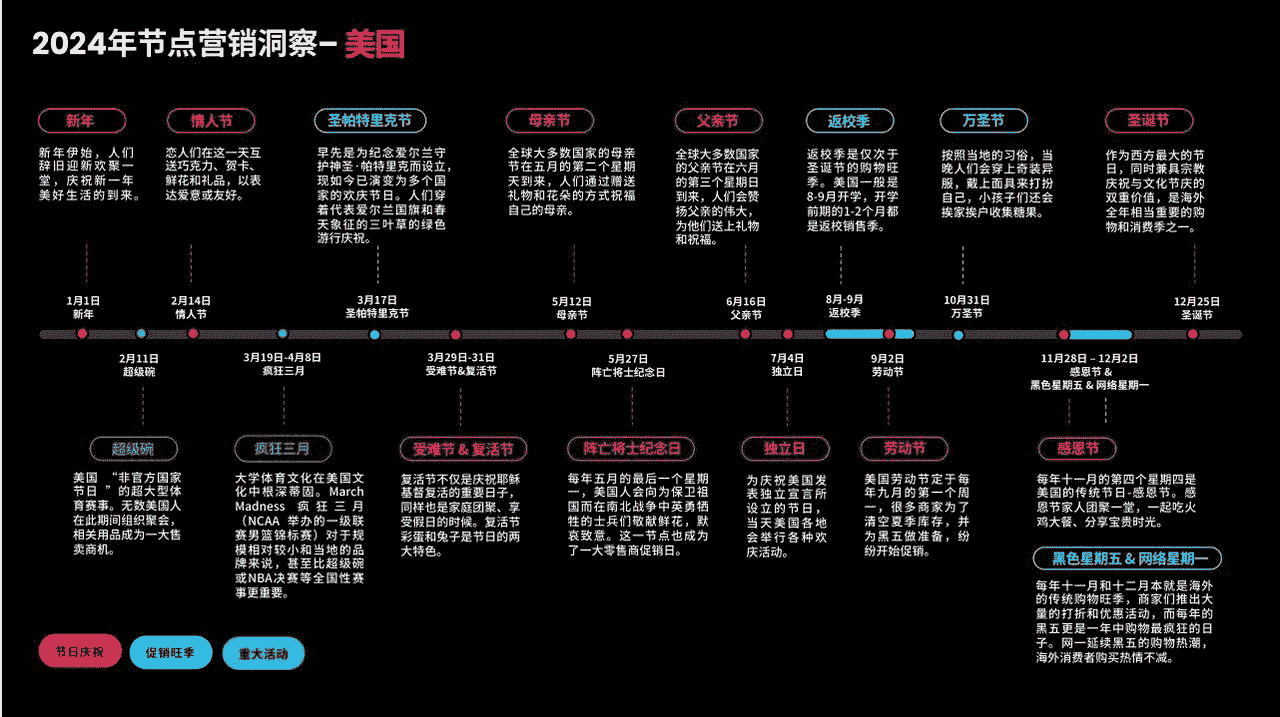 2024年节点营销洞察– 美国
新年
新年伊始，人们
辞旧迎新欢聚一
堂，庆祝新一年
美好生活的到来。
情人节
恋人们在这一天互
送巧克力、贺卡、
鲜花和礼品，以表
达爱意或友好。
圣帕特里克节
早先是为纪念爱尔兰守
护神圣·帕特里克而设立，
现如今已演变为多个国
家的欢庆节日。人们穿
着代表爱尔兰国旗和春
天象征的三叶草的绿色
游行庆祝。
母亲节
全球大多数国家的母亲
节在五月的第二个星期
天到来，人们通过赠送
礼物和花朵的方式祝福
自己的母亲。
父亲节
全球大多数国家
的父亲节在六月
的第三个星期日
到来，人们会赞
扬父亲的伟大，
为他们送上礼物
和祝福。
返校季
返校季是仅次于
圣诞节的购物旺
季。美国一般是
8-9月开学，开学
前期的1-2个月都
是返校销售季。
万圣节
按照当地的习俗，当
晚人们会穿上奇装异
服，戴上面具来打扮
自己，小孩子们还会
挨家挨户收集糖果。
圣诞节
作为西方最大的节
日，同时兼具宗教
庆祝与文化节庆的
双重价值，是海外
全年相当重要的购
物和消费季之一。
1月1日
新年
2月14日
情人节
3月17日
圣帕特里克节
5月12日
母亲节
6月16日
父亲节
8月-9月
返校季
10月31日
万圣节
12月25日
圣诞节
2月11日
超级碗
3月19日-4月8日
疯狂三月
3月29日-31日
受难节&复活节
5月27日
阵亡将士纪念日
7月4日
独立日
9月2日
劳动节
11月28日 – 12月2日
感恩节 &
黑色星期五 & 网络星期一
超级碗
美国 “非官方国家
节日 ”的超大型体
育赛事。无数美国人
在此期间组织聚会，
相关用品成为一大售
卖商机。
疯狂三月
大学体育文化在美国文
化中根深蒂固。March
Madness 疯狂三月
（NCAA 举办的一级联
赛男篮锦标赛）对于规
模相对较小和当地的品
牌来说，甚至比超级碗
或NBA决赛等全国性赛
事更重要。
受难节 & 复活节
复活节不仅是庆祝耶稣
基督复活的重要日子，
同样也是家庭团聚、享
受假日的时候。复活节
彩蛋和兔子是节日的两
大特色。
阵亡将士纪念日
每年五月的最后一个星期
一，美国人会向为保卫祖
国而在南北战争中英勇牺
牲的士兵们敬献鲜花，默
哀致意。这一节点也成为
了一大零售商促销日。
独立日
为庆祝美国发
表独立宣言所
设立的节日，
当天美国各地
会举行各种欢
庆活动。
劳动节
美国劳动节定于每
年九月的第一个周
一，很多商家为了
清空夏季库存，并
为黑五做准备，纷
纷开始促销。
感恩节
每年十一月的第四个星期四是
美国的传统节日-感恩节。感
恩节家人团聚一堂，一起吃火
鸡大餐、分享宝贵时光。
黑色星期五 & 网络星期一
每年十一月和十二月本就是海外
的传统购物旺季，商家们推出大
量的打折和优惠活动，而每年的
黑五更是一年中购物最疯狂的日
子。网一延续黑五的购物热潮，
海外消费者购买热情不减。
节日庆祝
促销旺季
重大活动